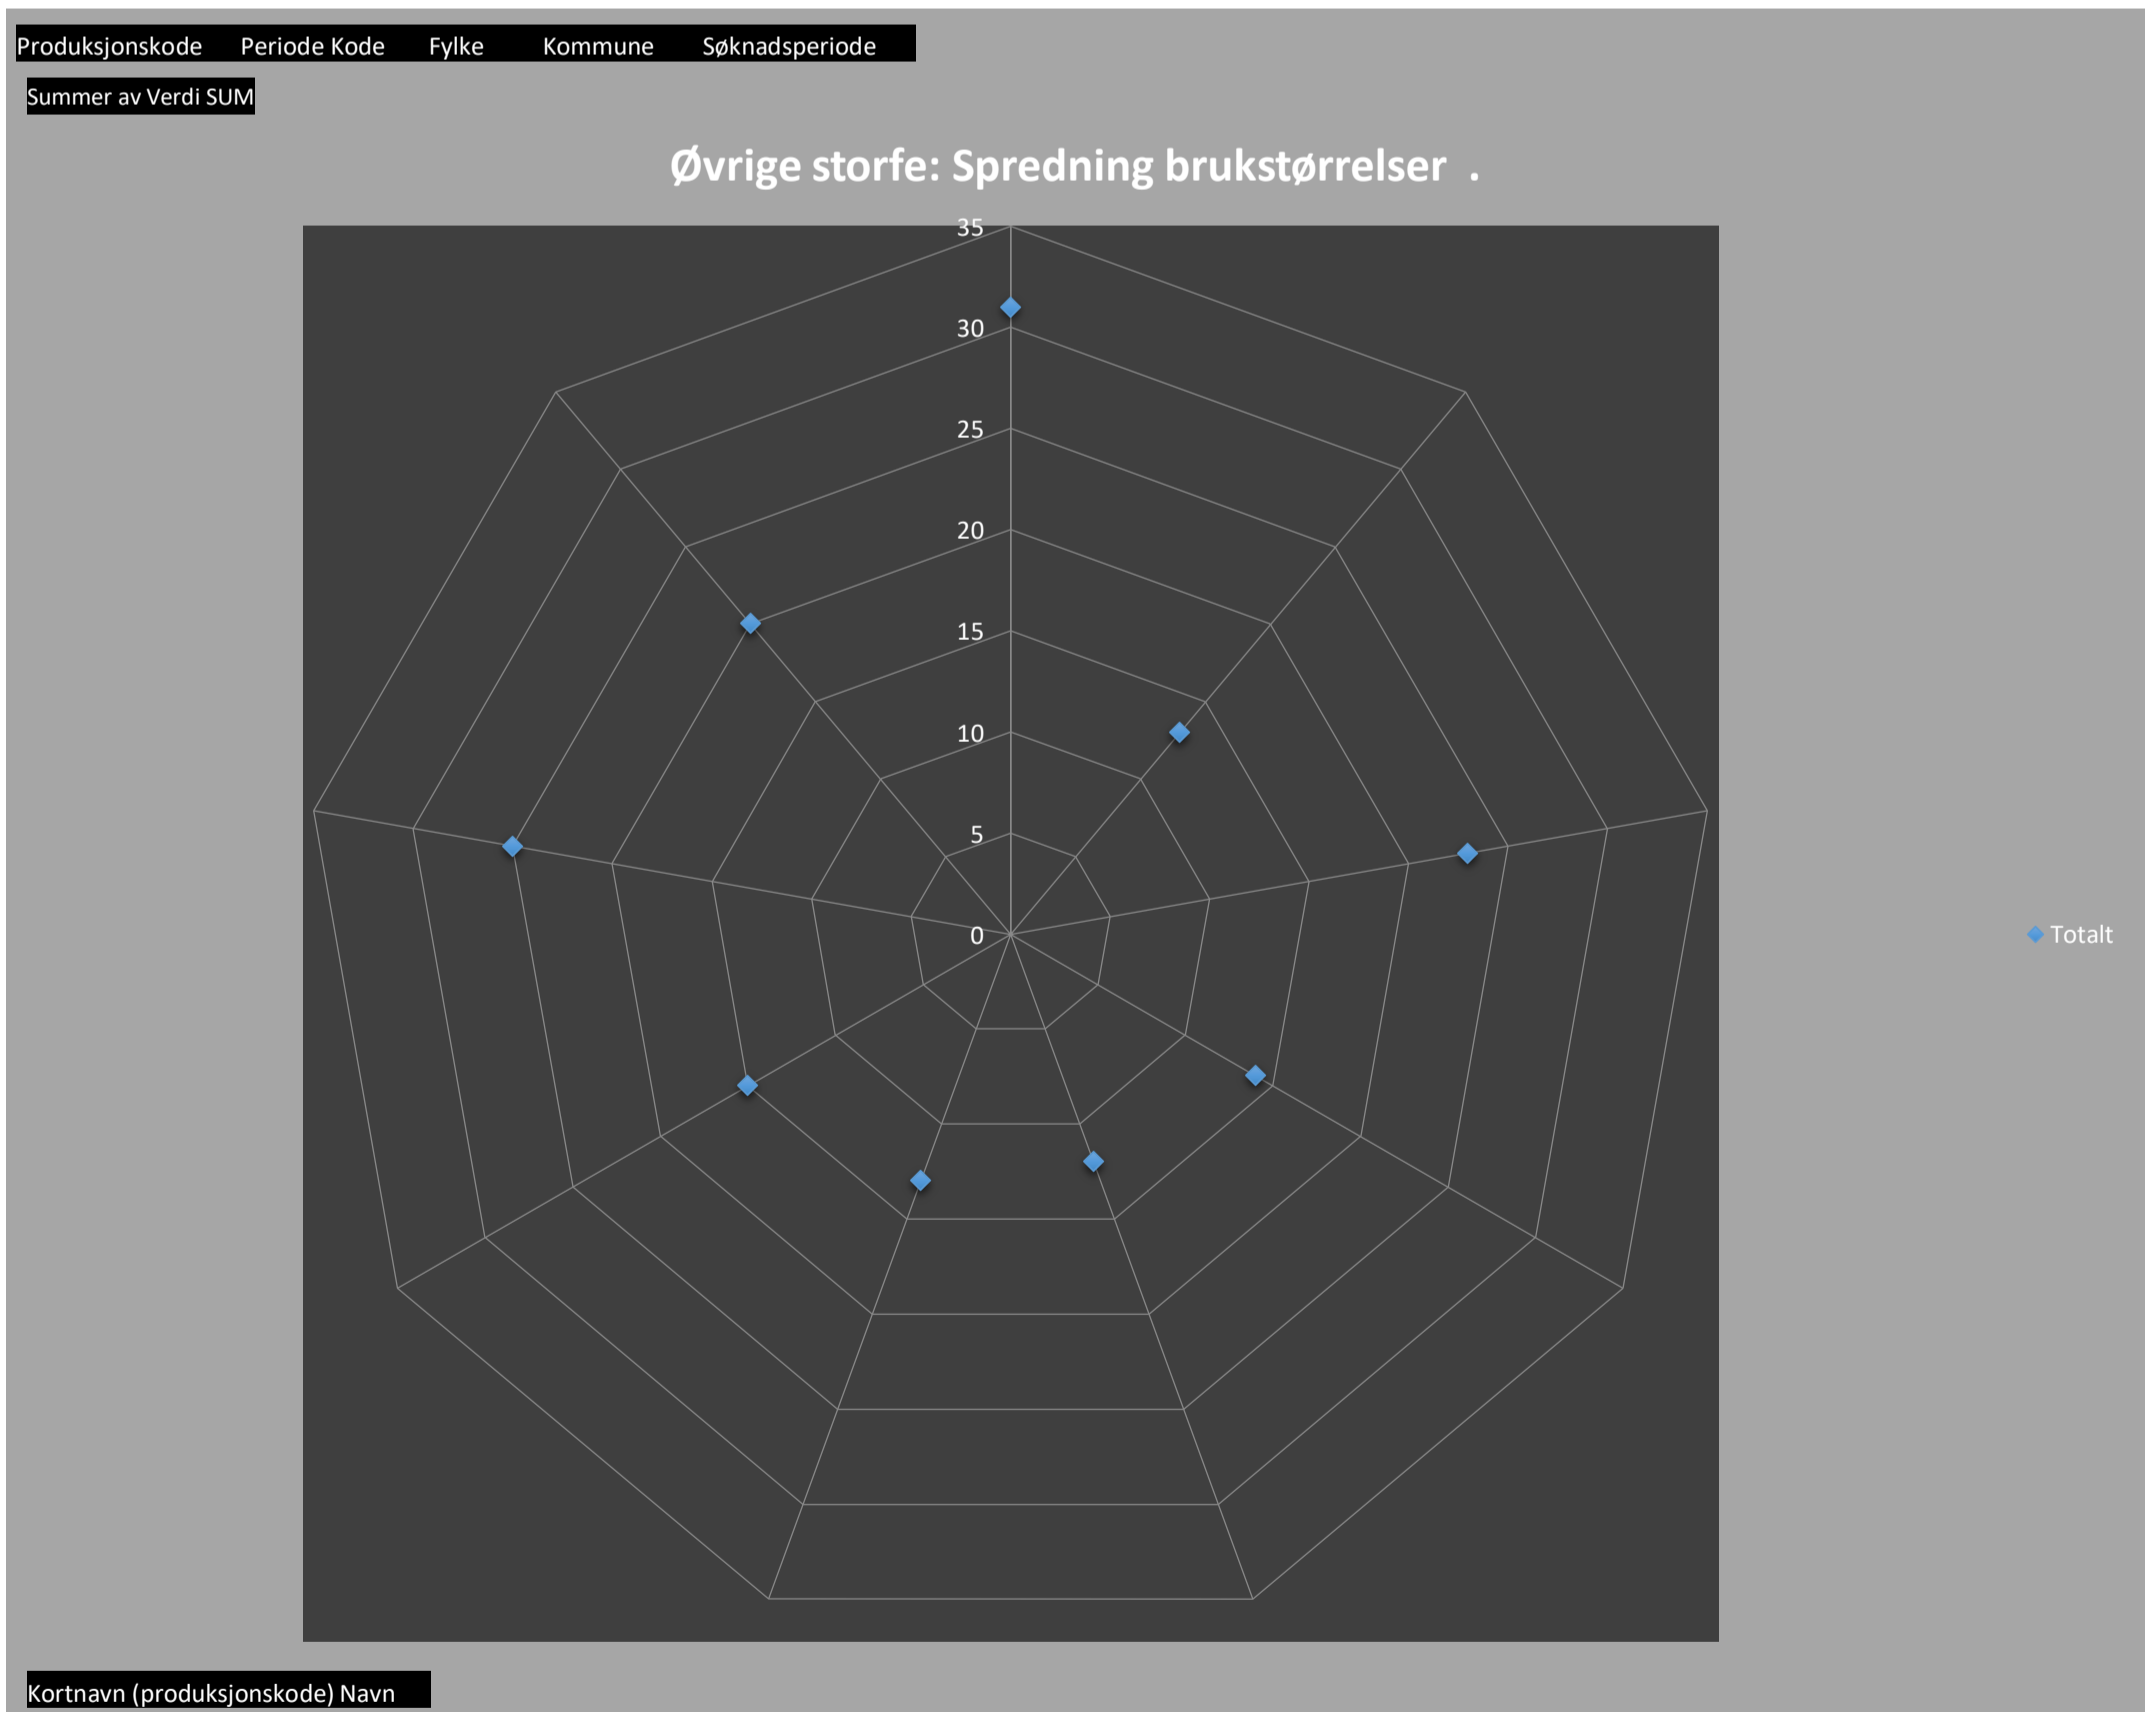 Produksjonskode Periode Kode Fylke Kommune Søknadsperiode
Summer av Verdi SUM
Øvrige storfe: Spredning brukstørrelser .
35
30
25
20
15
10
5
0
Totalt
Kortnavn (produksjonskode) Navn